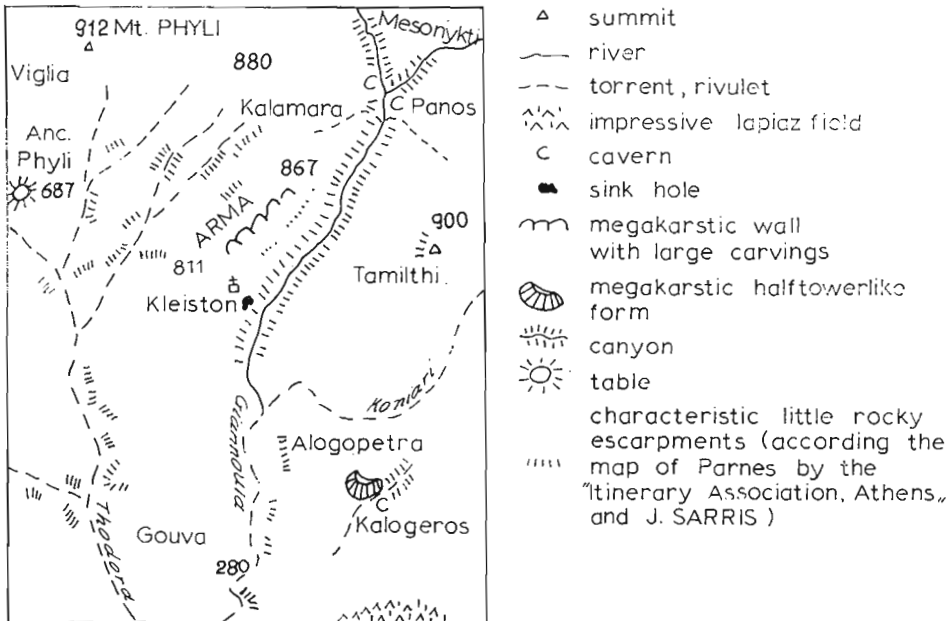 912 Mt. PHYLI
Mesonykti
Viglia
880
Kalamara
Panos
Anc.
Phyli
687
867
ARMA
900
811
Tamilthi
Kleiston
Koniari
Giannoula
Alogopetra
Kalogeros
Thodora
Gouva
280
summit
river
torrent, rivulet
impressive lapiaz field
C cavern
sink hole
megakarstic wall
with large carvings
megakarstic halftowerlike
form
canyon
table
characteristic little rocky
escarpments (according the
map of Parnes by the
"Itinerary Association, Athens„
and J. SARRIS )
C
C
C